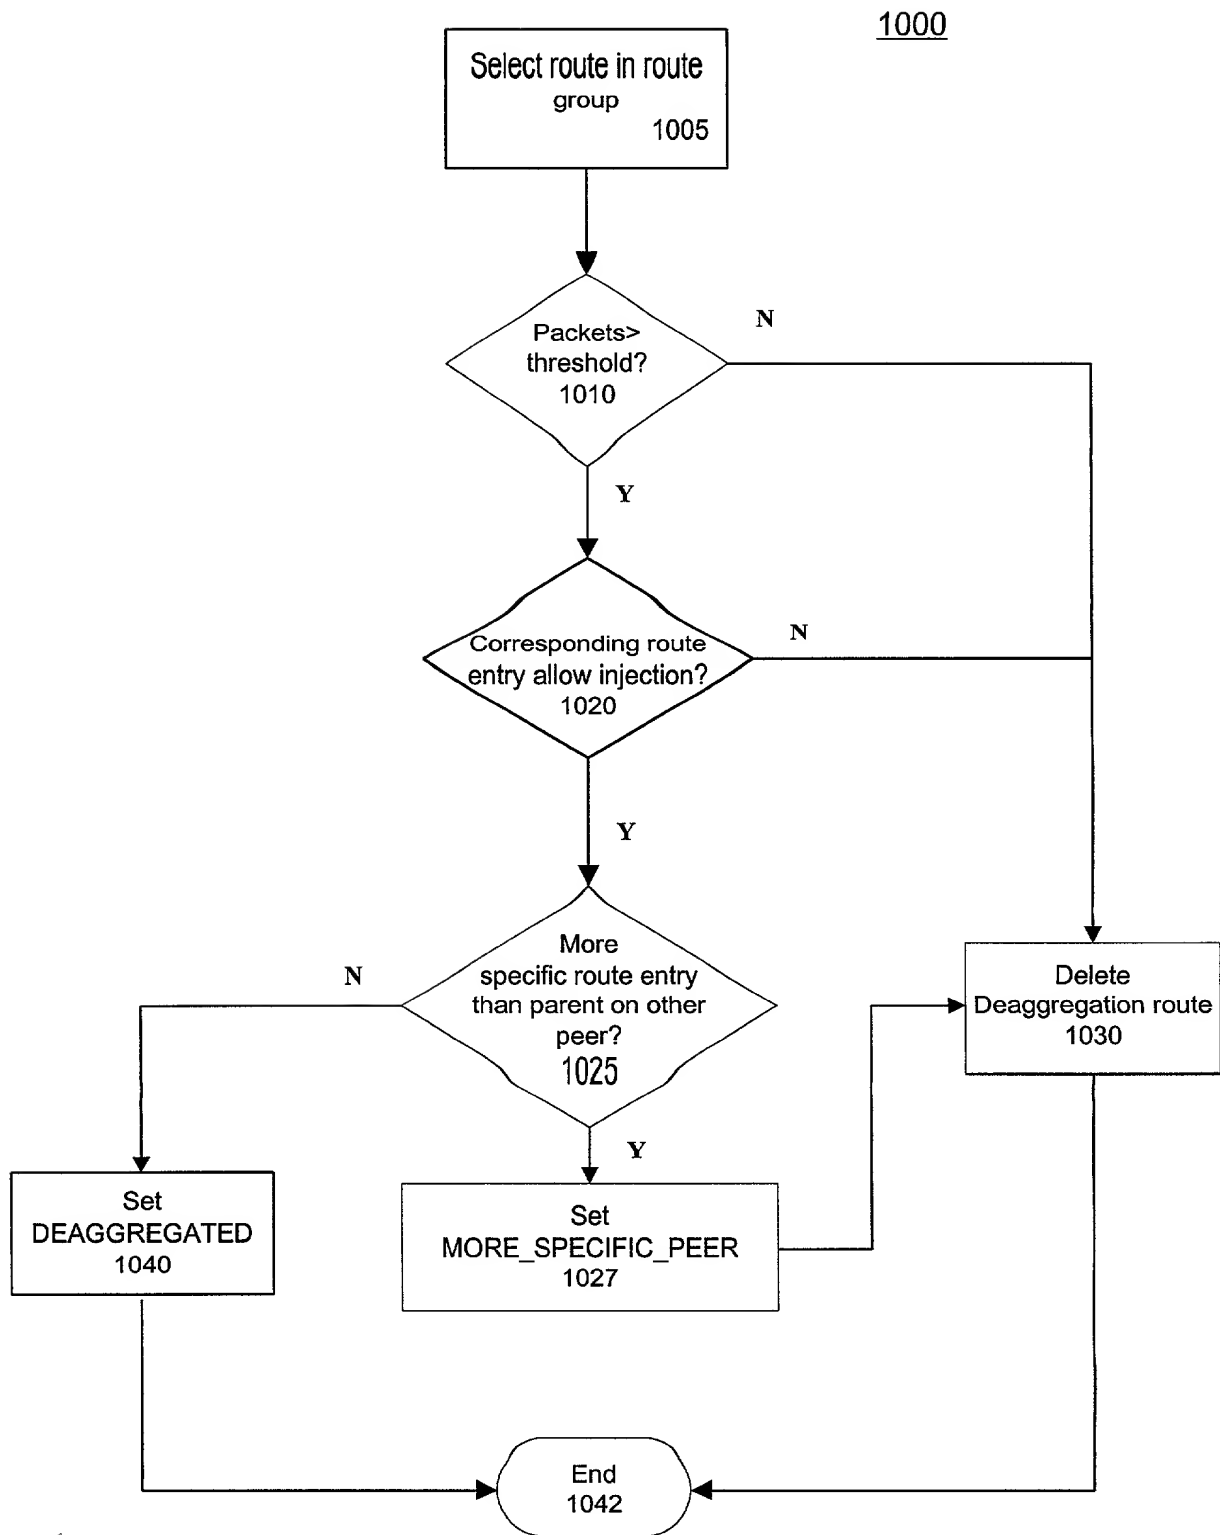 1000
Select route in route
group
1005
Packets>
threshold?
1010
N
Y
Corresponding route
entry allow injection?
1020
N
Y
More
specific route entry
than parent on other
peer?
1025
N
Y
Delete
Deaggregation route
1030
Set
DEAGGREGATED
1040
Set
MORE_SPECIFIC_PEER
1027
End
1042